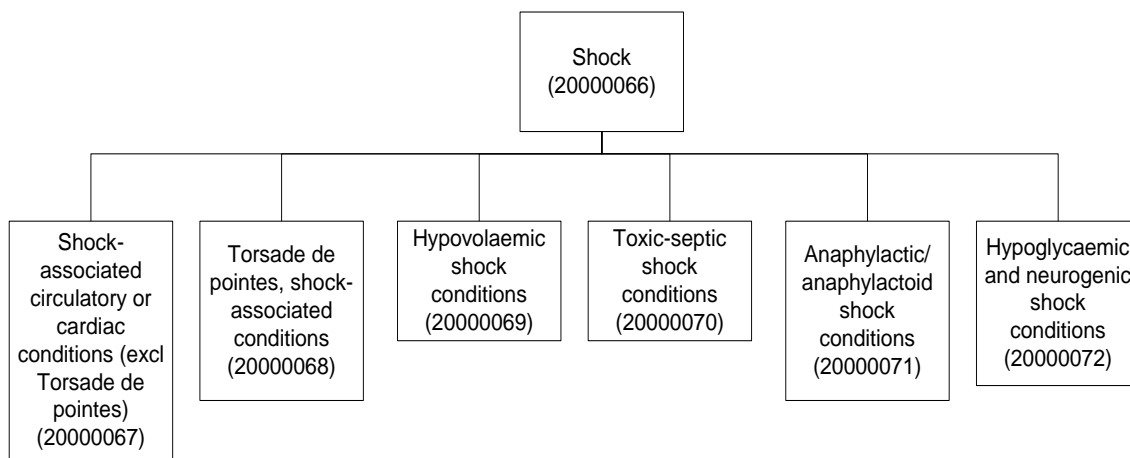 Shock
(20000066)
Shock-
associated
circulatory or
cardiac
conditions (excl
Torsade de
pointes)
(20000067)
Torsade de
pointes, shock-
associated
conditions
(20000068)
Hypovolaemic
shock
conditions
(20000069)
Toxic-septic
shock
conditions
(20000070)
Anaphylactic/
anaphylactoid
shock
conditions
(20000071)
Hypoglycaemic
and neurogenic
shock
conditions
(20000072)